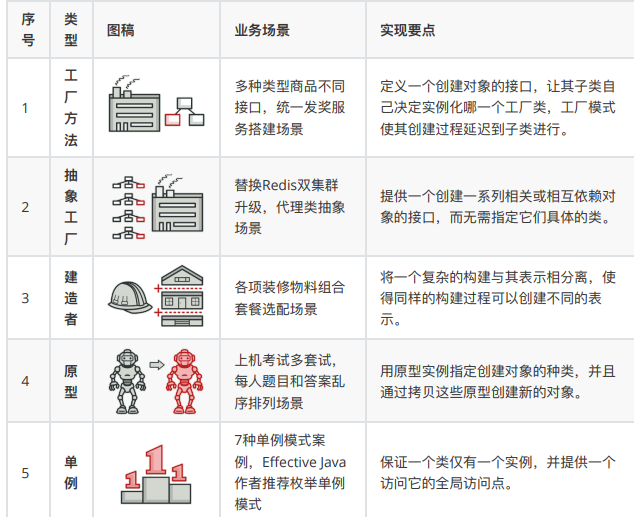 序号
类型
图稿
业务场景
实现要点
1
工厂方法
多种类型商品不同
接口，统一发奖服
务搭建场景
定义一个创建对象的接口，让其子类自
己决定实例化哪一个工厂类，工厂模式
使其创建过程延迟到子类进行。
2
抽象工厂
替换Redis双集群
升级，代理类抽象
场景
提供一个创建一系列相关或相互依赖对
象的接口，而无需指定它们具体的类。
3
建造者
各项装修物料组合
套餐选配场景
将一个复杂的构建与其表示相分离，使
得同样的构建过程可以创建不同的表
示。
4
原型
上机考试多套试，
每人题目和答案乱
序排列场景
用原型实例指定创建对象的种类，并且
通过拷贝这些原型创建新的对象。
5
单例
1
1
1
7种单例模式案
例，Effective Java
作者推荐枚举单例
模式
保证一个类仅有一个实例，并提供一个
访问它的全局访问点。